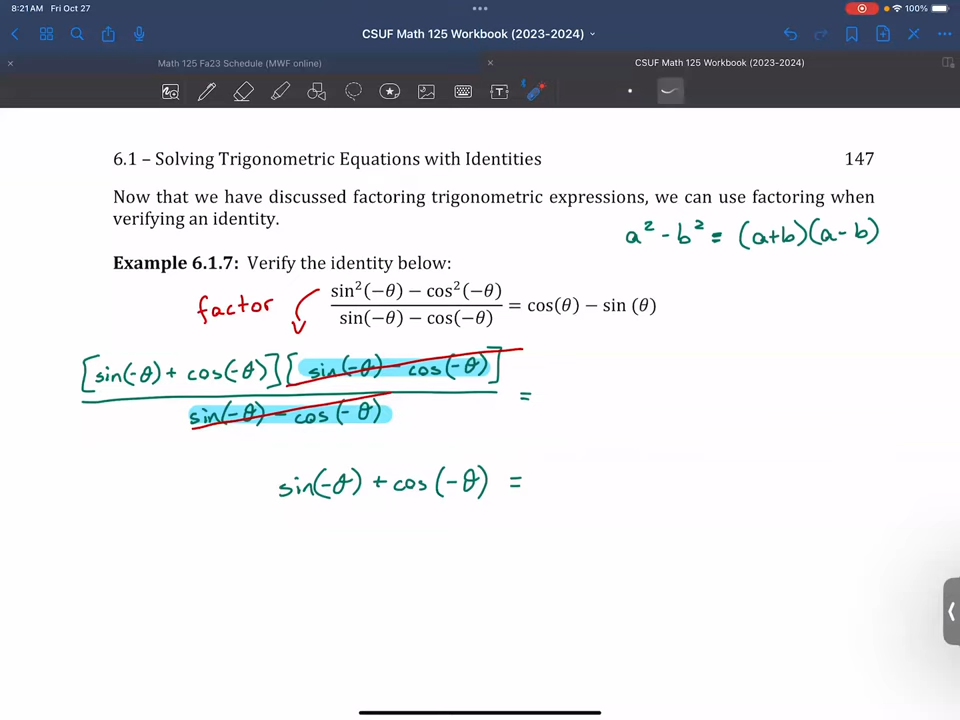 8:21 AM Fri Oct 27
100%
CSUF Math 125 Workbook (2023-2024)
Math 125 Fa23 Schedule (MWF online)
CSUF Math 125 Workbook (2023-2024)
6.1 – Solving Trigonometric Equations with Identities 147
Now that we have discussed factoring trigonometric expressions, we can use factoring when
verifying an identity.
a² - b² = (a+b)(a-b)
Example 6.1.7: Verify the identity below:
factor
sin²(−θ) − cos²(−θ)
sin(−θ) − cos(−θ)
= cos(θ) − sin (θ)
[sin(-θ) + cos(-θ)][sin(-θ) - cos(-θ)]
sin(-θ) - cos(-θ)
=
sin(-θ) + cos(-θ) =